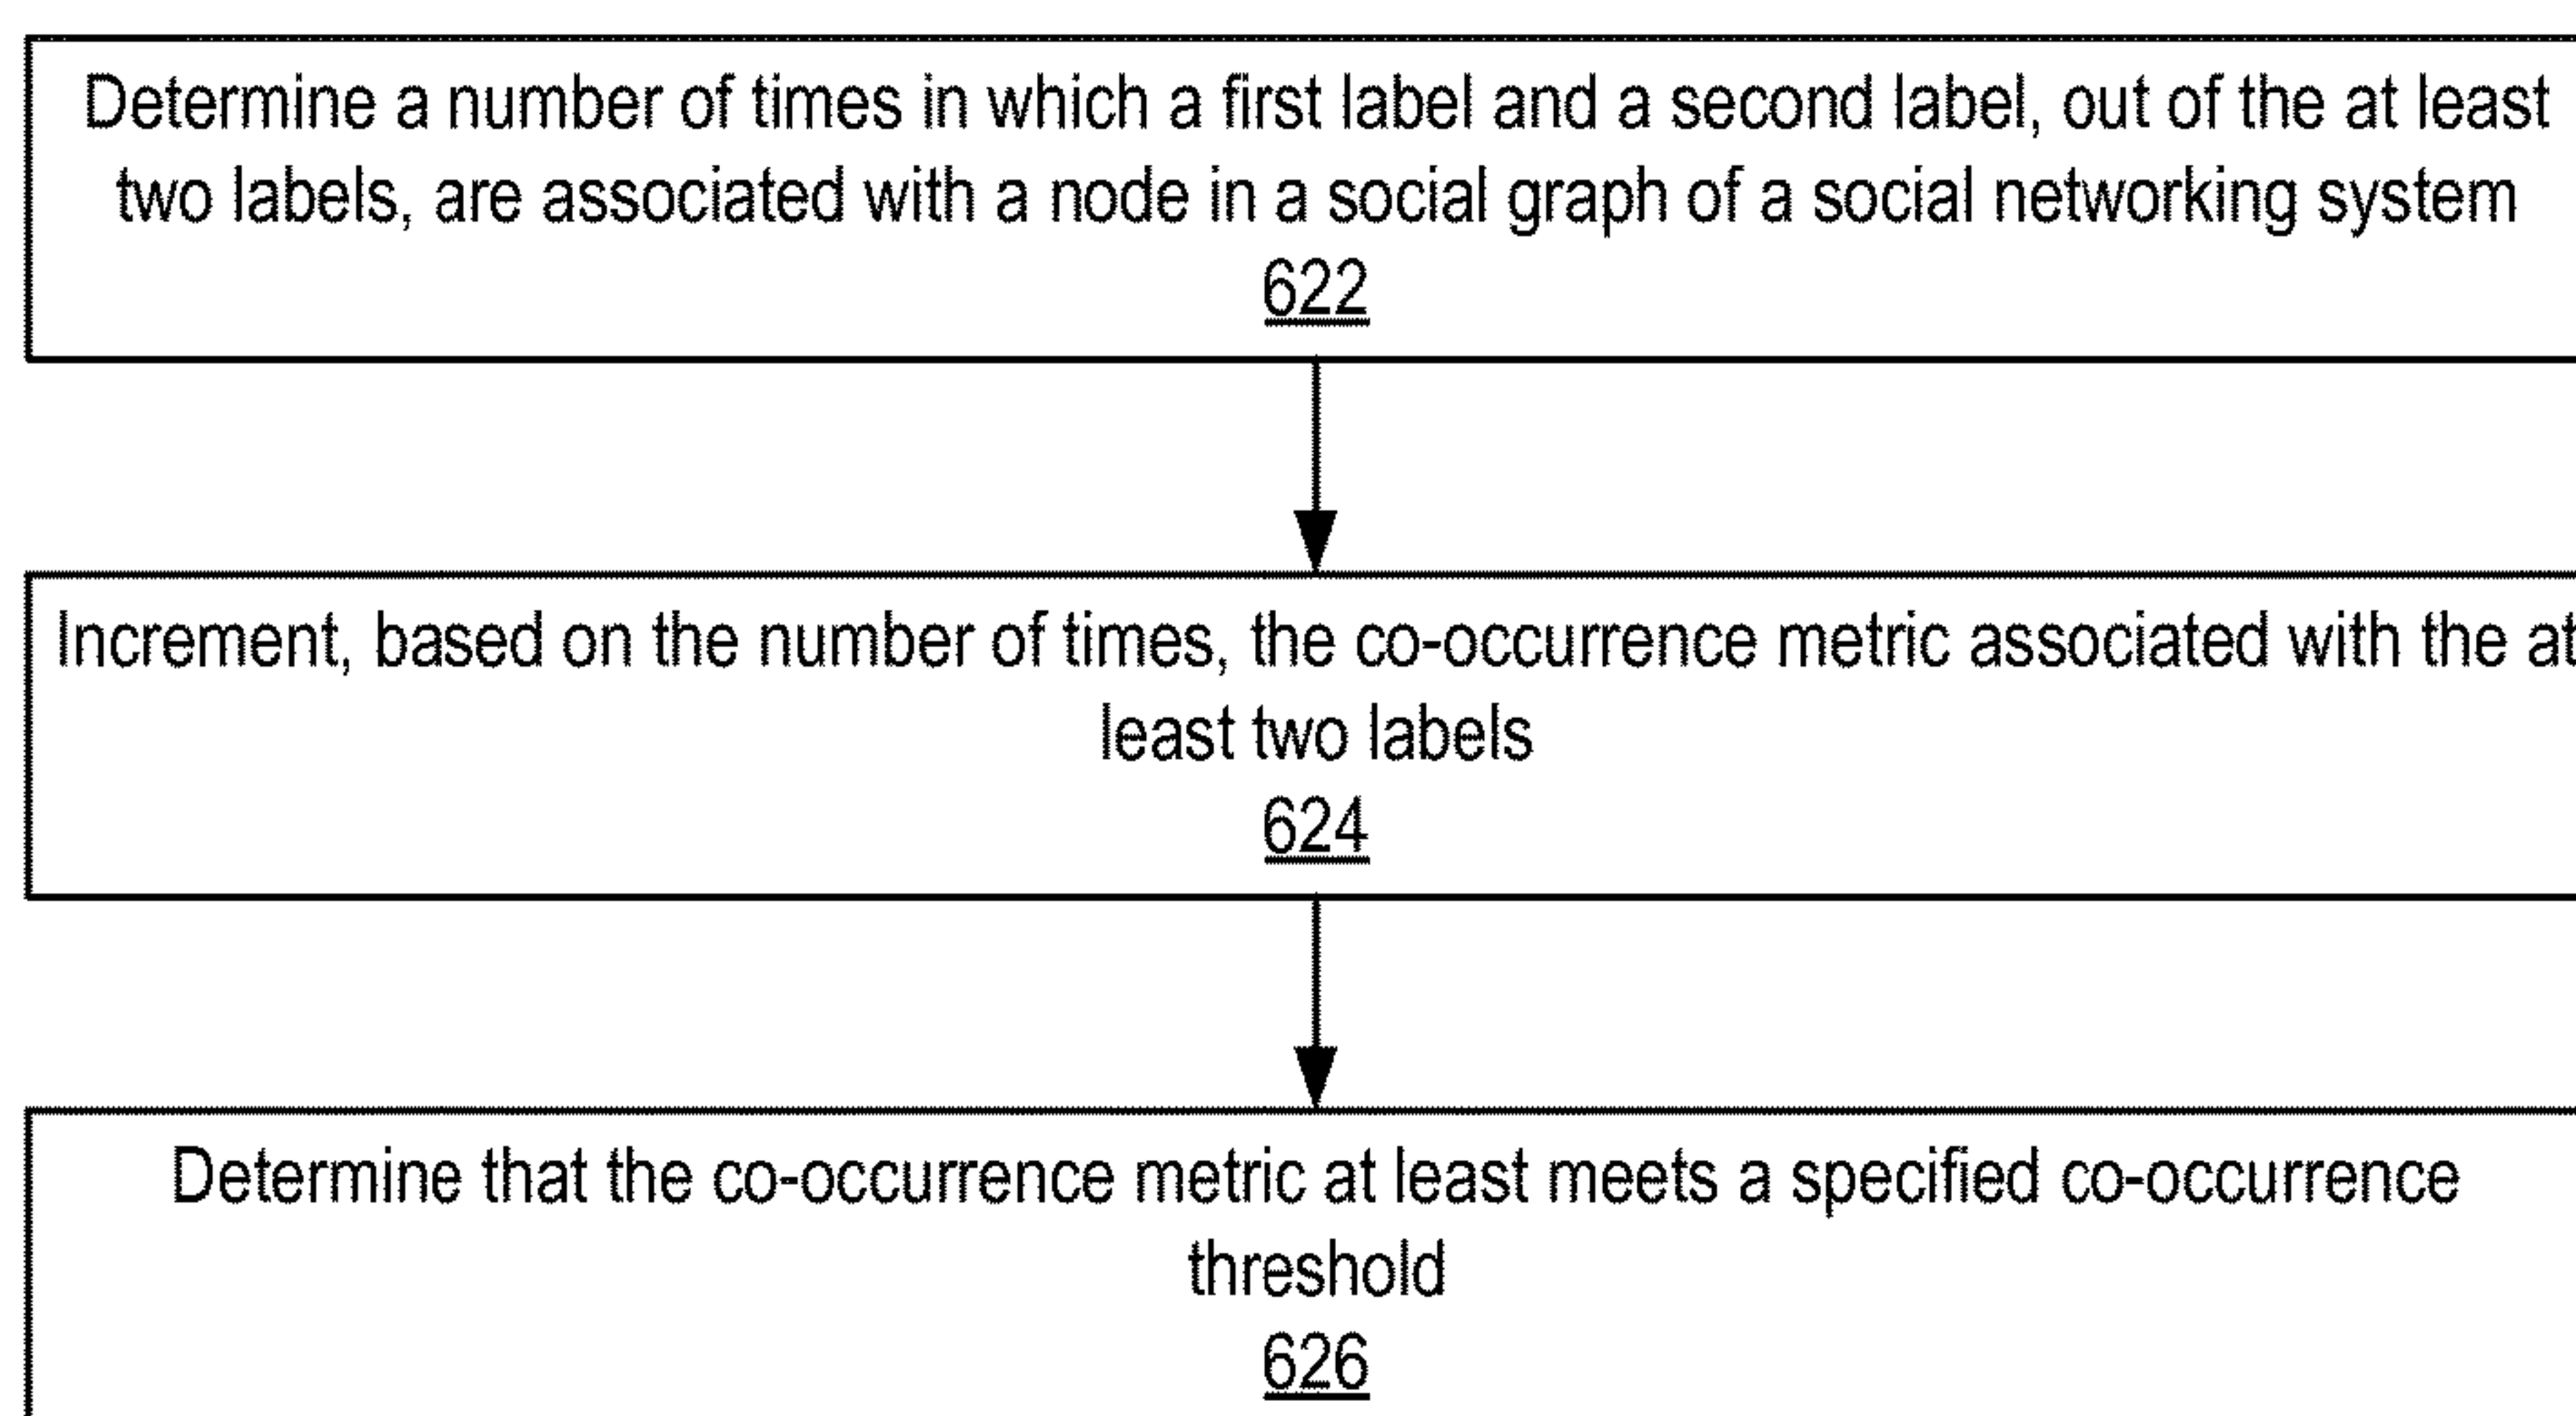 Determine a number of times in which a first label and a second label, out of the at least
two labels, are associated with a node in a social graph of a social networking system
622
Increment, based on the number of times, the co-occurrence metric associated with the at
least two labels
624
Determine that the co-occurrence metric at least meets a specified co-occurrence
threshold
626